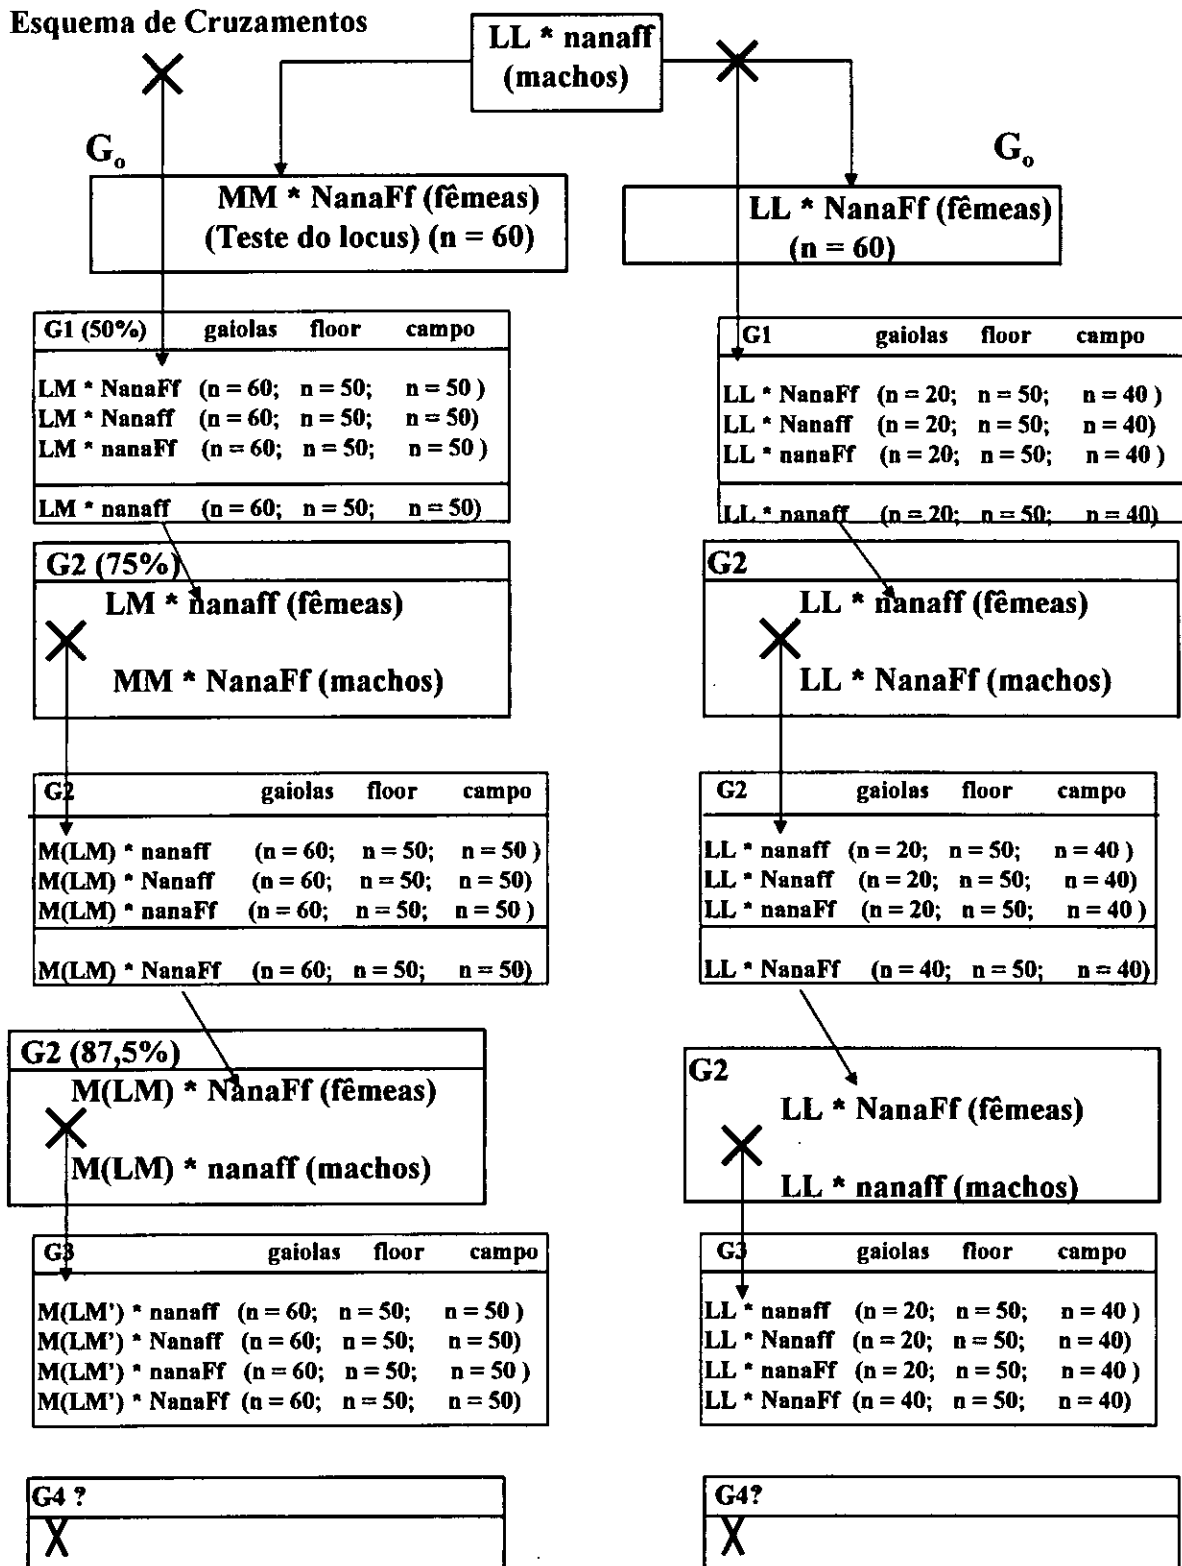 Esquema de Cruzamentos
LL * nanaff
(machos)
G₀
G₀
MM * NanaFf (fêmeas)
(Teste do locus) (n = 60)
LL * NanaFf (fêmeas)
(n = 60)
G1 (50%) gaiolas floor campo
LM * NanaFf (n = 60; n = 50; n = 50 )
LM * Nanaff (n = 60; n = 50; n = 50)
LM * nanaFf (n = 60; n = 50; n = 50 )
LM * nanaff (n = 60; n = 50; n = 50)
G1 gaiolas floor campo
LL * NanaFf (n = 20; n = 50; n = 40 )
LL * Nanaff (n = 20; n = 50; n = 40)
LL * nanaFf (n = 20; n = 50; n = 40 )
LL * nanaff (n = 20; n = 50; n = 40)
G2 (75%)
LM * nanaff (fêmeas)
MM * NanaFf (machos)
G2
LL * nanaff (fêmeas)
LL * NanaFf (machos)
G2 gaiolas floor campo
M(LM) * nanaff (n = 60; n = 50; n = 50 )
M(LM) * Nanaff (n = 60; n = 50; n = 50)
M(LM) * nanaFf (n = 60; n = 50; n = 50 )
M(LM) * NanaFf (n = 60; n = 50; n = 50)
G2 gaiolas floor campo
LL * nanaff (n = 20; n = 50; n = 40 )
LL * Nanaff (n = 20; n = 50; n = 40)
LL * nanaFf (n = 20; n = 50; n = 40 )
LL * NanaFf (n = 40; n = 50; n = 40)
G2 (87,5%)
M(LM) * NanaFf (fêmeas)
M(LM) * nanaff (machos)
G2
LL * NanaFf (fêmeas)
LL * nanaff (machos)
G3 gaiolas floor campo
M(LM') * nanaff (n = 60; n = 50; n = 50 )
M(LM') * Nanaff (n = 60; n = 50; n = 50)
M(LM') * nanaFf (n = 60; n = 50; n = 50 )
M(LM') * NanaFf (n = 60; n = 50; n = 50)
G3 gaiolas floor campo
LL * nanaff (n = 20; n = 50; n = 40 )
LL * Nanaff (n = 20; n = 50; n = 40)
LL * nanaFf (n = 20; n = 50; n = 40 )
LL * NanaFf (n = 40; n = 50; n = 40)
G4 ?
X
G4?
X